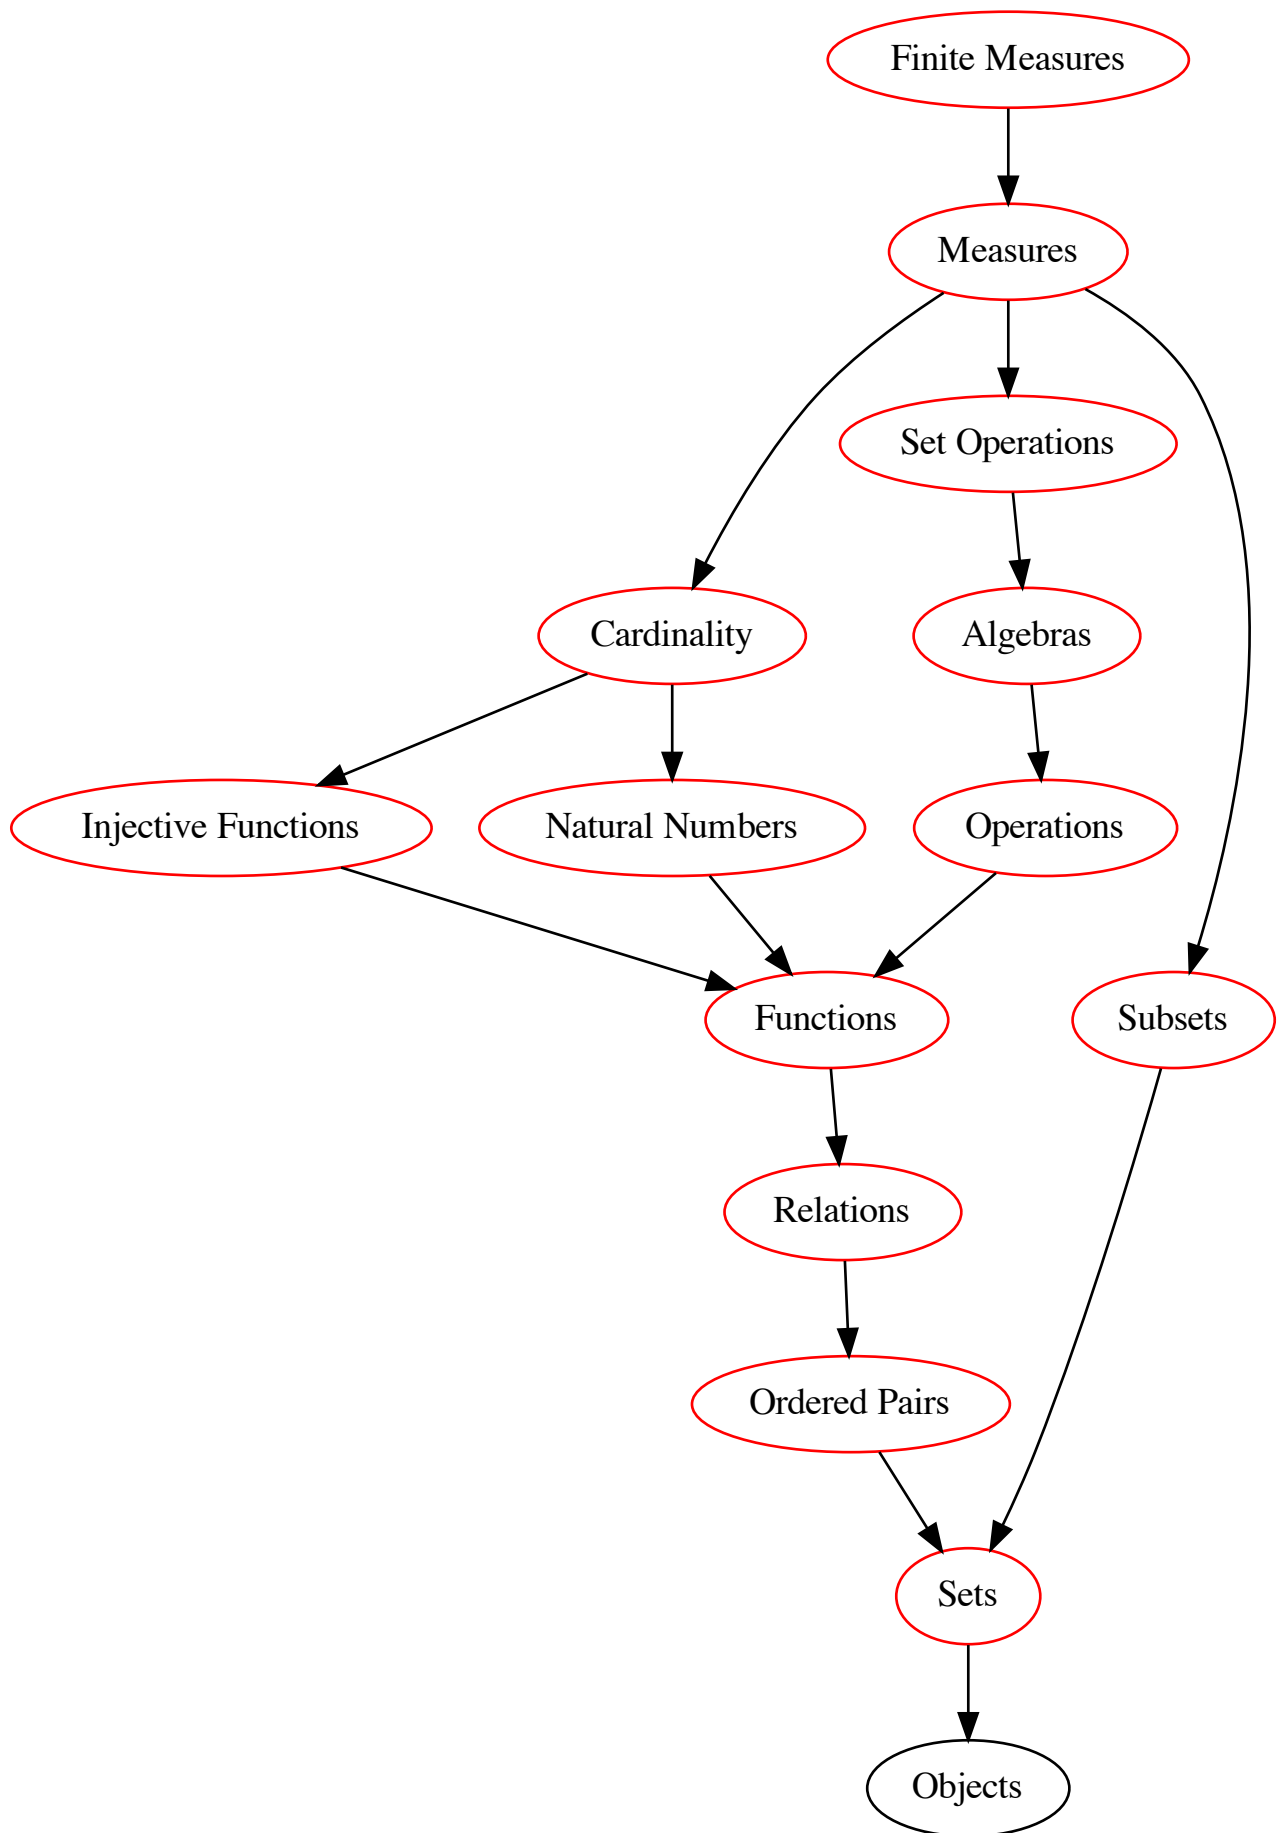 Finite Measures
Measures
Set Operations
Cardinality
Algebras
Injective Functions
Natural Numbers
Operations
Functions
Subsets
Relations
Ordered Pairs
Sets
Objects